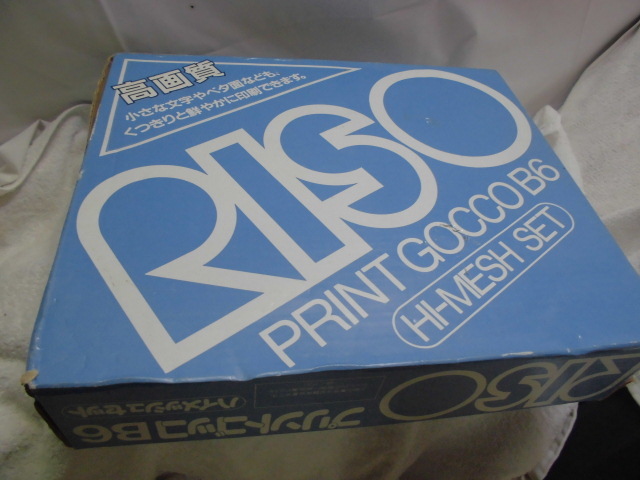 高画質
小さな文字やベタ面なども、
くっきりと鮮やかに印刷できます。
RISO
PRINT GOCCO B6
HI-MESH SET
RISO
プリントゴッコB6
ハイメッシュセット